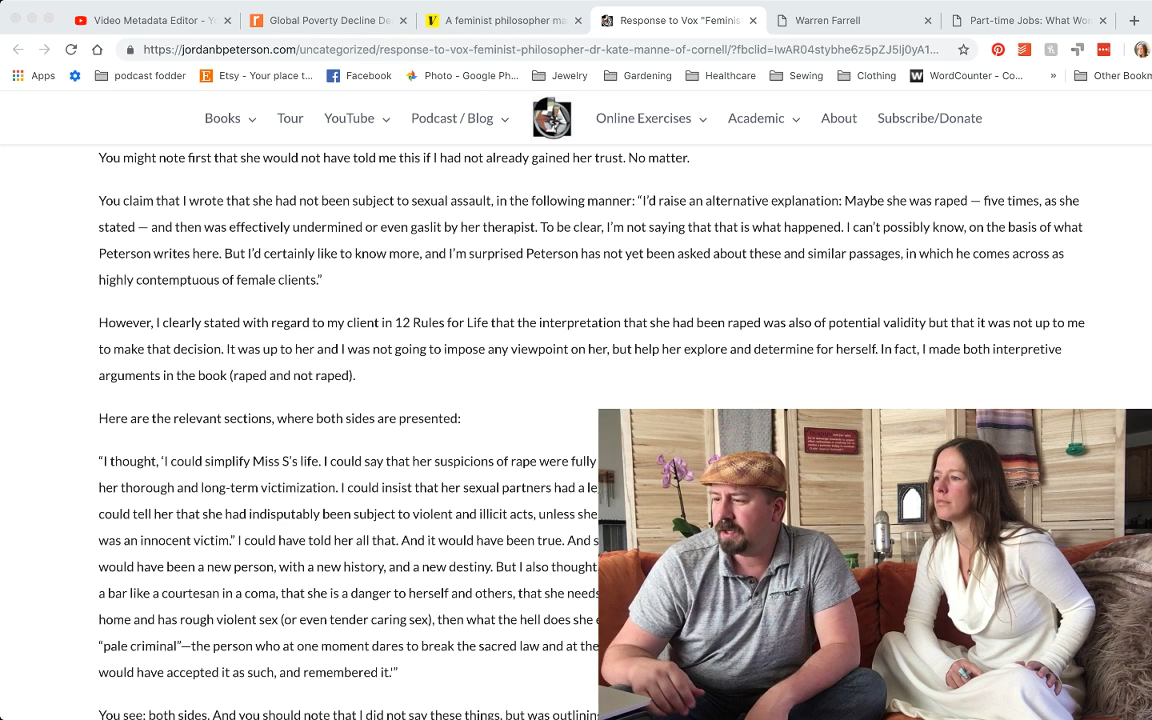 Video Metadata Editor - Yo
Global Poverty Decline De
A feminist philosopher ma
Response to Vox "Feminis
Warren Farrell
Part-time Jobs: What Wo
https://jordanbpeterson.com/uncategorized/response-to-vox-feminist-philosopher-dr-kate-manne-of-cornell/?fbclid=IwAR04stybhe6z5pZJ5Ij0yA1...
Apps
podcast fodder
Etsy - Your place t...
Facebook
Photo - Google Ph...
Jewelry
Gardening
Healthcare
Sewing
Clothing
WordCounter - Co...
»
Other Bookm
Books
Tour
YouTube
Podcast / Blog
Online Exercises
Academic
About
Subscribe/Donate
You might note first that she would not have told me this if I had not already gained her trust. No matter.
You claim that I wrote that she had not been subject to sexual assault, in the following manner: “I’d raise an alternative explanation: Maybe she was raped — five times, as she
stated — and then was effectively undermined or even gaslit by her therapist. To be clear, I’m not saying that that is what happened. I can’t possibly know, on the basis of what
Peterson writes here. But I’d certainly like to know more, and I’m surprised Peterson has not yet been asked about these and similar passages, in which he comes across as
highly contemptuous of female clients.”
However, I clearly stated with regard to my client in 12 Rules for Life that the interpretation that she had been raped was also of potential validity but that it was not up to me
to make that decision. It was up to her and I was not going to impose any viewpoint on her, but help her explore and determine for herself. In fact, I made both interpretive
arguments in the book (raped and not raped).
Here are the relevant sections, where both sides are presented:
“I thought, ‘I could simplify Miss S’s life. I could say that her suspicions of rape were fully
her thorough and long-term victimization. I could insist that her sexual partners had a le
could tell her that she had indisputably been subject to violent and illicit acts, unless she
was an innocent victim.” I could have told her all that. And it would have been true. And s
would have been a new person, with a new history, and a new destiny. But I also thought
a bar like a courtesan in a coma, that she is a danger to herself and others, that she needs
home and has rough violent sex (or even tender caring sex), then what the hell does she e
“pale criminal”—the person who at one moment dares to break the sacred law and at the
would have accepted it as such, and remembered it.’”
You see: both sides. And you should note that I did not say these things, but was outlinin